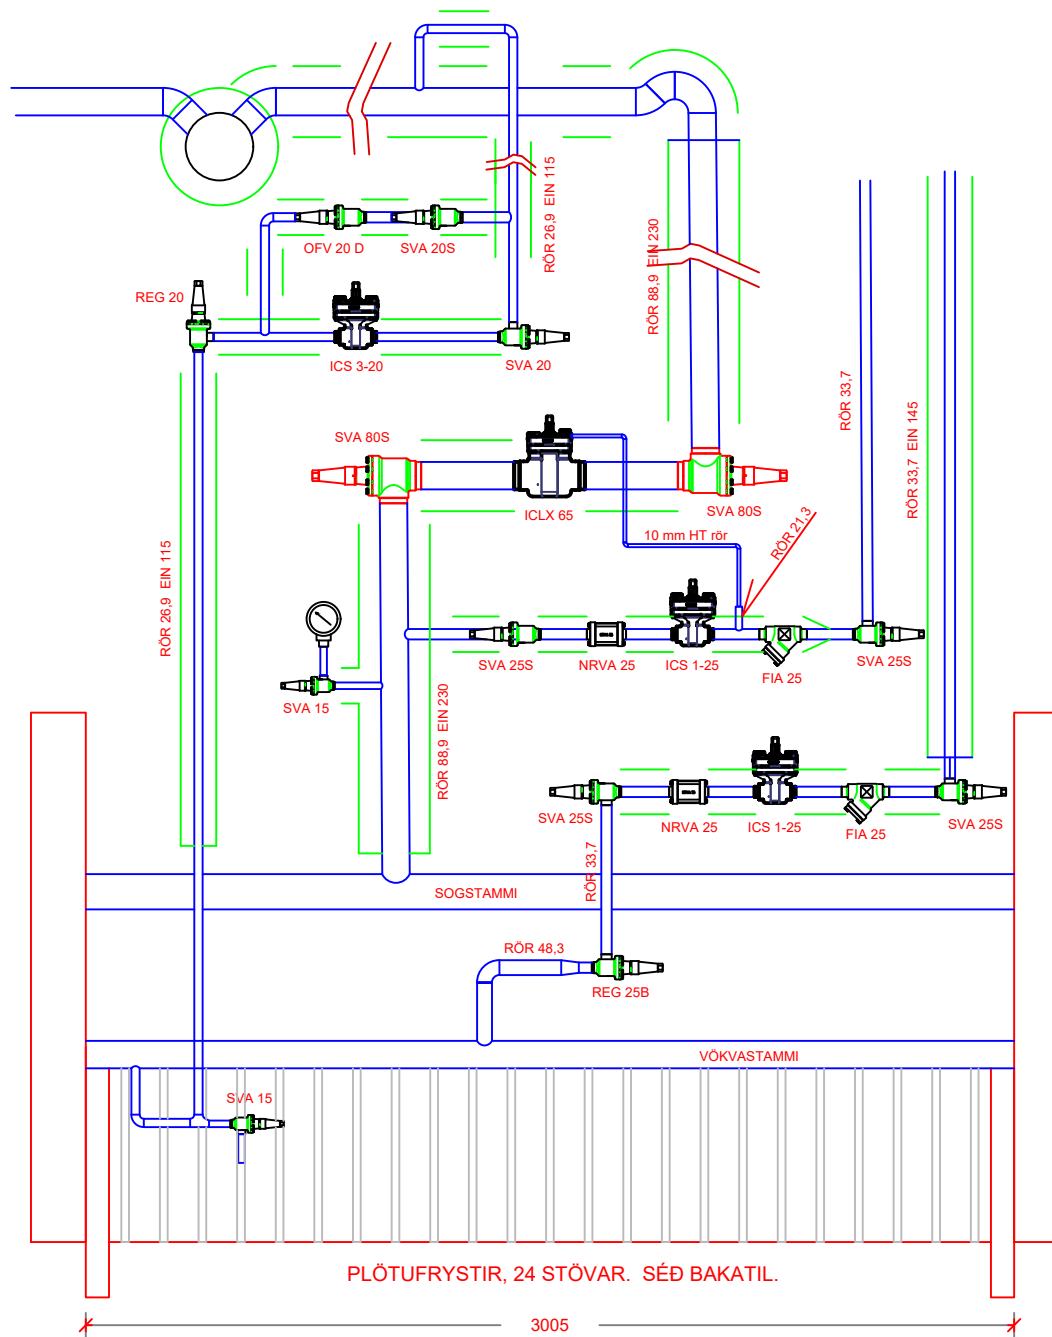 RÖR 26,9 EIN 115
RÖR 88,9 EIN 230
OFV 20 D
SVA 20S
REG 20
ICS 3-20
SVA 20
RÖR 33,7
RÖR 33,7 EIN 145
SVA 80S
ICLX 65
SVA 80S
10 mm HT rör
RÖR 21,3
RÖR 26,9 EIN 115
SVA 25S
NRVA 25
ICS 1-25
FIA 25
SVA 25S
SVA 15
RÖR 88,9 EIN 230
SVA 25S
NRVA 25
ICS 1-25
FIA 25
SVA 25S
RÖR 33,7
SOGSTAMMI
RÖR 48,3
REG 25B
VÖKVASTAMMI
SVA 15
PLÖTUFRYSTIR, 24 STÖVAR. SÉÐ BAKATIL.
3005